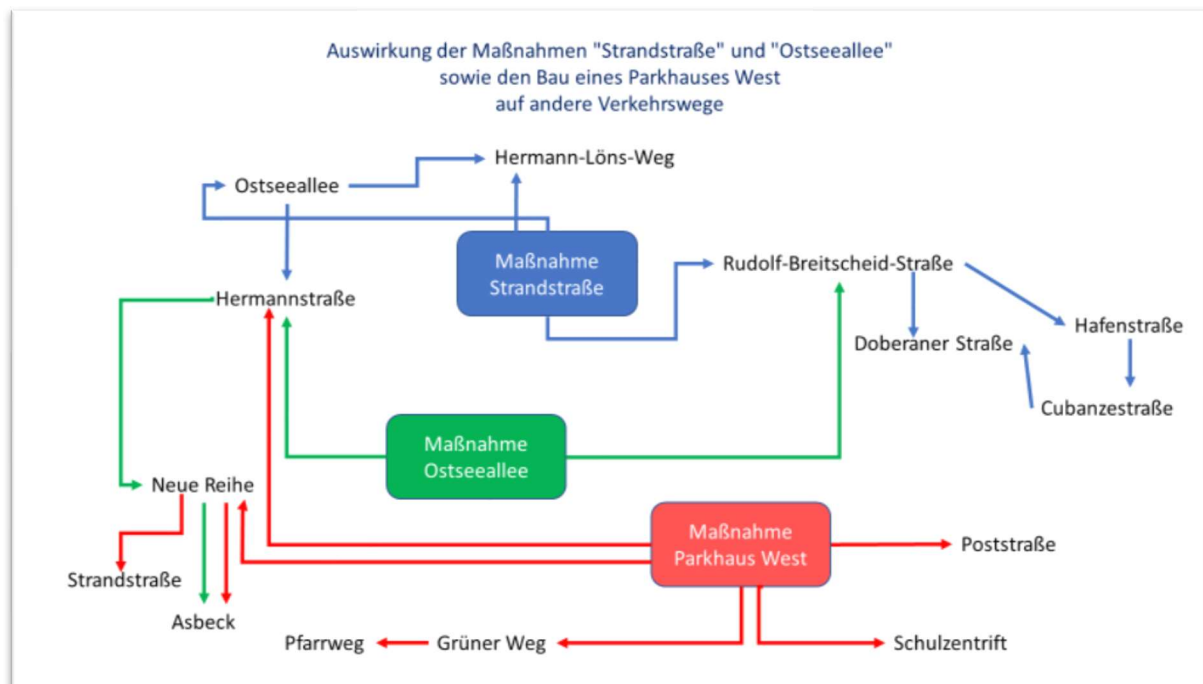 Auswirkung der Maßnahmen "Strandstraße" und "Ostseeallee"
sowie den Bau eines Parkhauses West
auf andere Verkehrswege
Hermann-Löns-Weg
Ostseeallee
Maßnahme
Strandstraße
Rudolf-Breitscheid-Straße
Hermannstraße
Hafenstraße
Doberaner Straße
Cubanzestraße
Maßnahme
Ostseeallee
Neue Reihe
Maßnahme
Parkhaus West
Poststraße
Strandstraße
Asbeck
Pfarrweg
Grüner Weg
Schulzentrift